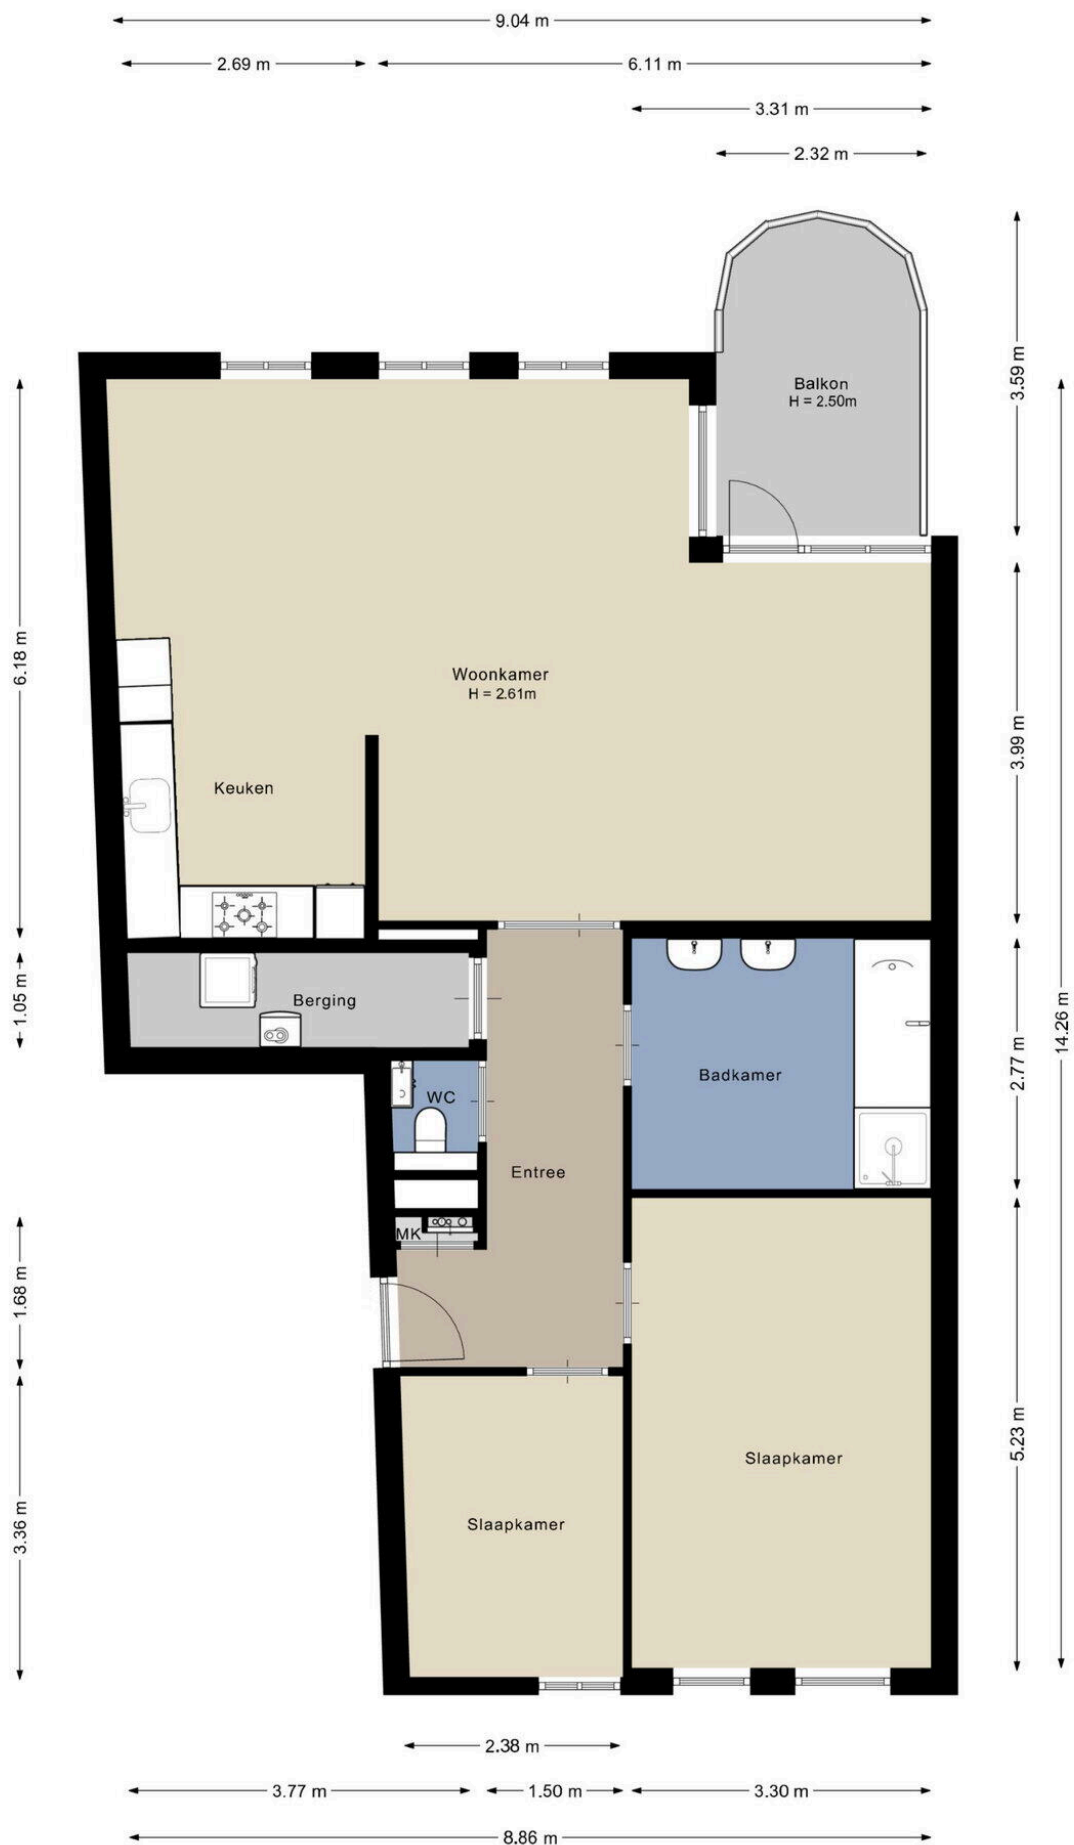 9.04 m
2.69 m
6.11 m
3.31 m
2.32 m
3.59 m
Balkon
H = 2.50m
6.18 m
Woonkamer
H = 2.61m
3.99 m
Keuken
1.05 m
Berging
14.26 m
2.77 m
Badkamer
WC
Entree
MK
1.68 m
5.23 m
Slaapkamer
3.36 m
Slaapkamer
2.38 m
3.77 m
1.50 m
3.30 m
8.86 m